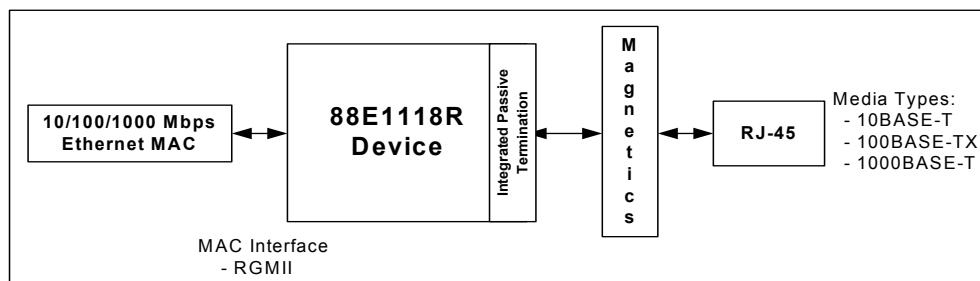 10/100/1000 Mbps
Ethernet MAC
88E1118R
Device
Integrated Passive
Termination
Magnetics
RJ-45
Media Types:
- 10BASE-T
- 100BASE-TX
- 1000BASE-T
MAC Interface
- RGMII